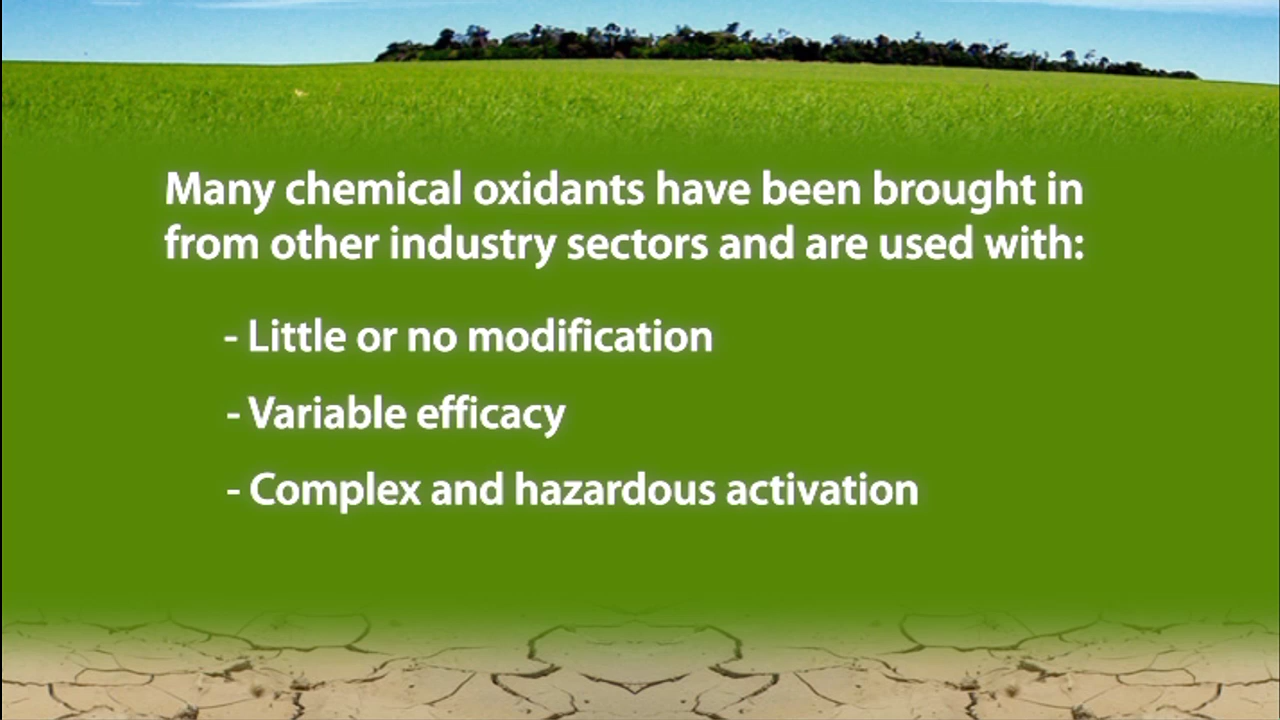 Many chemical oxidants have been brought in
from other industry sectors and are used with:
- Little or no modification
- Variable efficacy
- Complex and hazardous activation